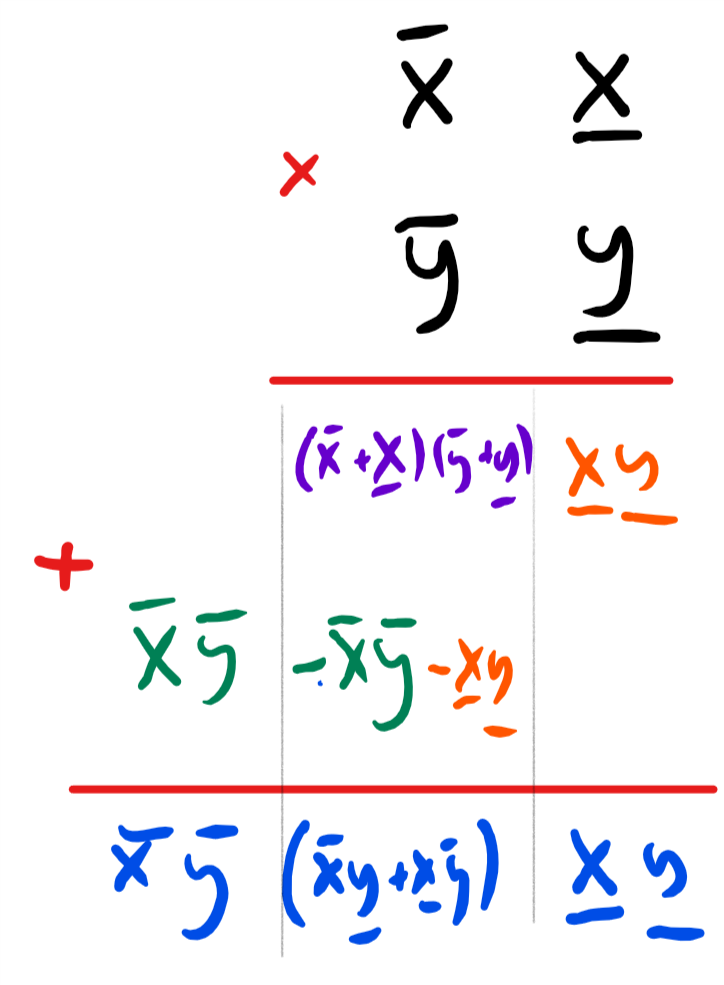 x̄ x̲
×
ȳ y̲
(x̄+x̲)(ȳ+y̲) x̲y̲
+
x̄ȳ -x̄ȳ -x̲y̲
x̄ȳ (x̄y̲+x̲ȳ) x̲y̲